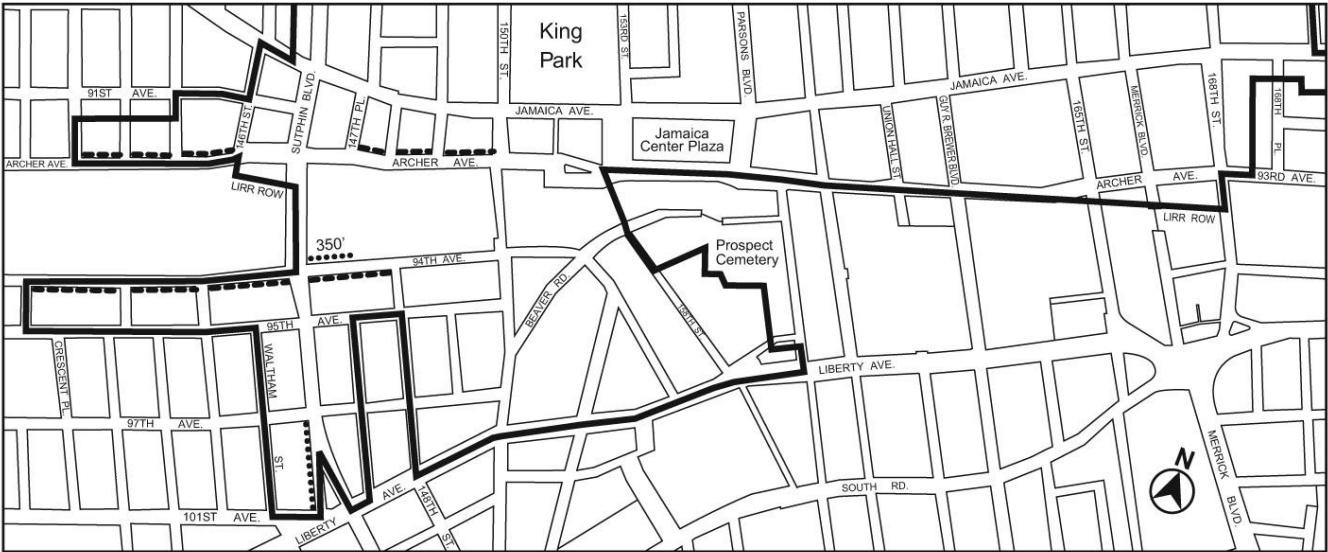 King
Park
150TH ST.
153RD ST.
PARSONS BLVD.
JAMAICA AVE.
91ST AVE.
146TH ST.
SUTPHIN BLVD.
147TH PL.
JAMAICA AVE.
Jamaica
Center Plaza
UNION HALL ST.
GUY R. BREWER BLVD
165TH ST.
MERRICK BLVD.
168TH ST.
168TH PL.
ARCHER AVE.
ARCHER AVE.
ARCHER AVE.
93RD AVE.
LIRR ROW
LIRR ROW
350'
94TH AVE.
Prospect
Cemetery
BEAVER RD.
158TH ST.
95TH AVE.
CRESCENT PL.
WALTHAM ST.
LIBERTY AVE.
97TH AVE.
148TH ST.
SOUTH RD.
MERRICK BLVD.
N
101ST AVE.
LIBERTY AVE.